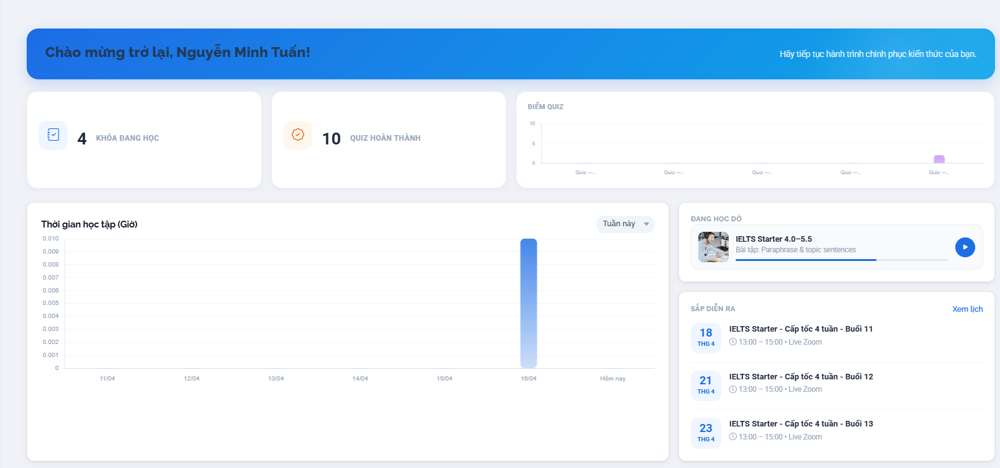 Chào mừng trở lại, Nguyễn Minh Tuấn!
Hãy tiếp tục hành trình chinh phục kiến thức của bạn.
4 KHÓA ĐANG HỌC
10 QUIZ HOÀN THÀNH
ĐIỂM QUIZ
10
5
0
Quiz —..
Quiz —..
Quiz —..
Quiz —..
Quiz —..
Thời gian học tập (Giờ)
Tuần này
0.010
0.009
0.008
0.007
0.006
0.005
0.004
0.003
0.002
0.001
0
11/04
12/04
13/04
14/04
15/04
16/04
Hôm nay
ĐANG HỌC DỞ
IELTS Starter 4.0–5.5
Bài tập: Paraphrase & topic sentences
SẮP DIỄN RA
Xem lịch
18
THG 4
IELTS Starter - Cấp tốc 4 tuần - Buổi 11
13:00 – 15:00 • Live Zoom
21
THG 4
IELTS Starter - Cấp tốc 4 tuần - Buổi 12
13:00 – 15:00 • Live Zoom
23
THG 4
IELTS Starter - Cấp tốc 4 tuần - Buổi 13
13:00 – 15:00 • Live Zoom